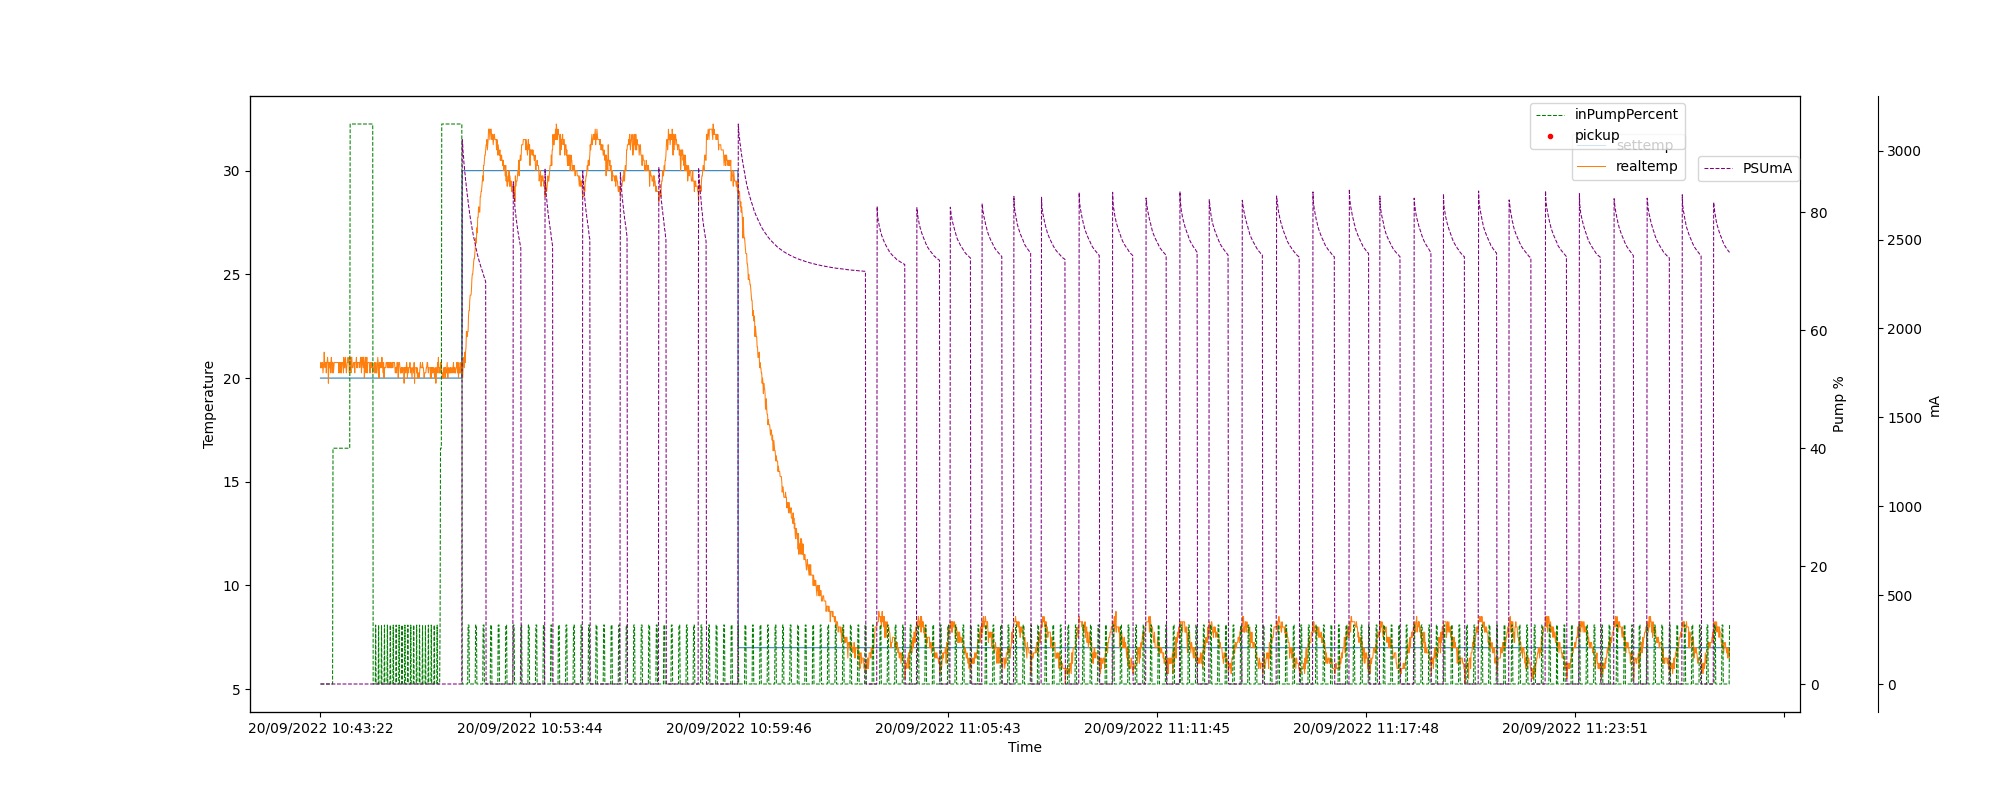 inPumpPercent
pickup
settemp
realtemp
PSUmA
Temperature
30
25
20
15
10
5
80
60
40
20
0
Pump %
3000
2500
2000
1500
1000
500
0
mA
20/09/2022 10:43:22
20/09/2022 10:53:44
20/09/2022 10:59:46
20/09/2022 11:05:43
20/09/2022 11:11:45
20/09/2022 11:17:48
20/09/2022 11:23:51
Time